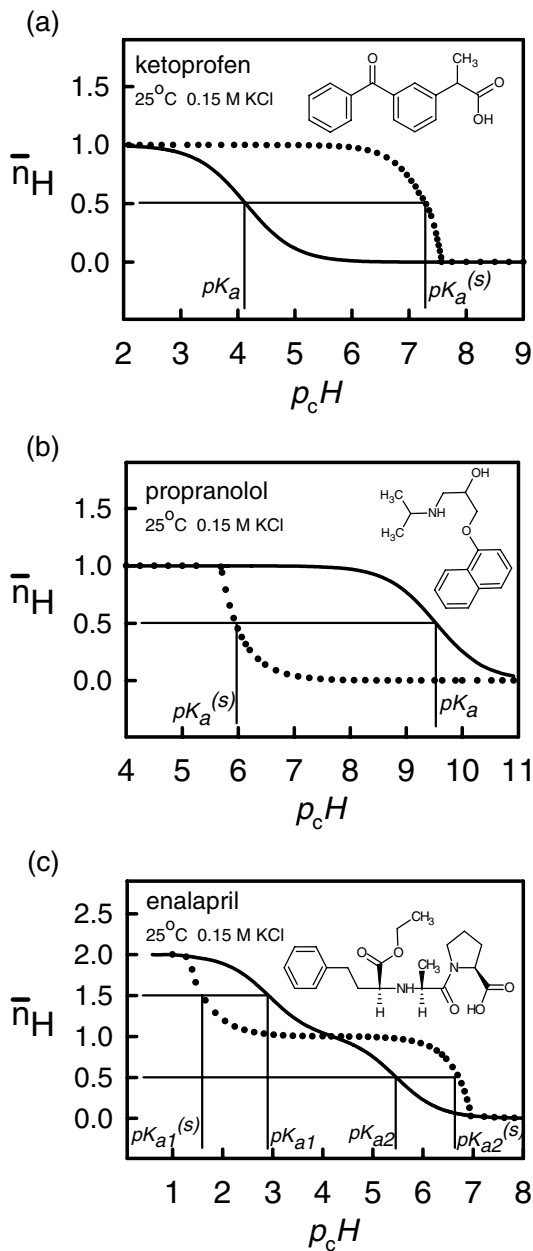 (a)
ketoprofen
25°C 0.15 M KCl
CH₃
O
O
OH
1.5
1.0
0.5
0.0
n̅H
pKa
pKa(s)
2 3 4 5 6 7 8 9
pcH
(b)
propranolol
25°C 0.15 M KCl
OH
H₃C
NH
CH₃
O
1.5
1.0
0.5
0.0
n̅H
pKa(s)
pKa
4 5 6 7 8 9 10 11
pcH
(c)
enalapril
25°C 0.15 M KCl
CH₃
O
O
CH₃
N
NH
H
H
O
HO
O
2.5
2.0
1.5
1.0
0.5
0.0
n̅H
pKa1(s)
pKa1
pKa2
pKa2(s)
1 2 3 4 5 6 7 8
pcH